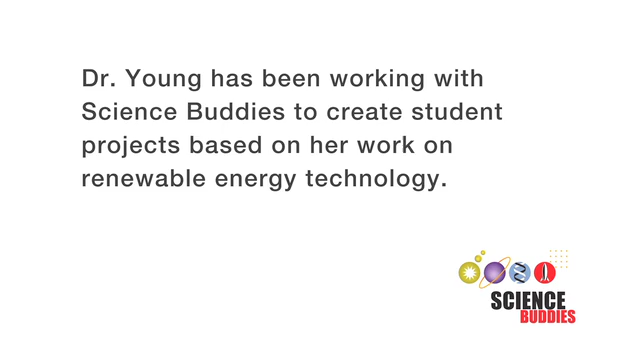 Dr. Young has been working with
Science Buddies to create student
projects based on her work on
renewable energy technology.
SCIENCE
BUDDIES